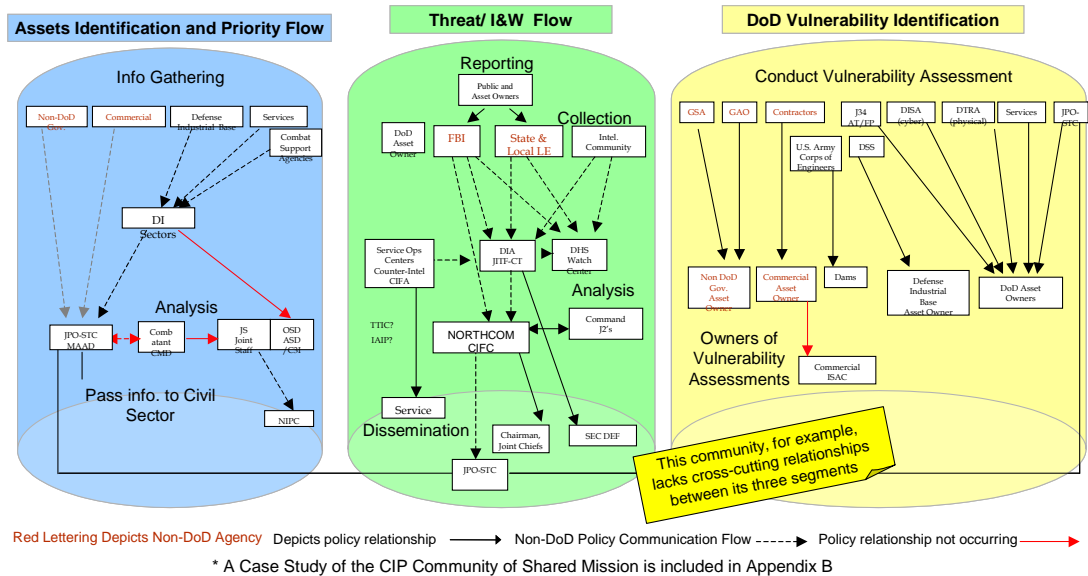 Assets Identification and Priority Flow
Info Gathering
Non-DoD
Gov.
Commercial
Defense
Industrial Base
Services
Combat
Support
Agencies
DI
Sectors
Analysis
JPO-STC
MAAD
Comb
atant
CMD
JS
Joint
Staff
OSD
ASD
/C3I
Pass info. to Civil
Sector
NIPC
Threat/ I&W Flow
Reporting
Public and
Asset Owners
Collection
DoD
Asset
Owner
FBI
State &
Local LE
Intel.
Community
Service Ops
Centers
Counter-Intel
CIFA
DIA
JITF-CT
DHS
Watch
Center
Analysis
TTIC?
IAIP?
NORTHCOM
CIFC
Command
J2's
Service
Dissemination
Chairman,
Joint Chiefs
SEC DEF
JPO-STC
DoD Vulnerability Identification
Conduct Vulnerability Assessment
GSA
GAO
Contractors
J34
AT/FP
DISA
(cyber)
DTRA
(physical)
Services
JPO-
STC
U.S. Army
Corps of
Engineers
DSS
Non DoD
Gov.
Asset
Owner
Commercial
Asset
Owner
Dams
Defense
Industrial
Base
Asset Owner
DoD Asset
Owners
Owners of
Vulnerability
Assessments
Commercial
ISAC
This community, for example,
lacks cross-cutting relationships
between its three segments
Red Lettering Depicts Non-DoD Agency Depicts policy relationship Non-DoD Policy Communication Flow Policy relationship not occurring
* A Case Study of the CIP Community of Shared Mission is included in Appendix B